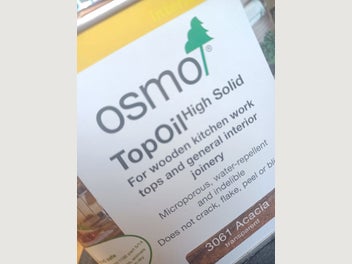 osmo
TopOil High Solid
For wooden kitchen work
tops and general interior
joinery
Microporous, water-repellent
and indelible
Does not crack, flake, peel or
3061 Acacia
transparent